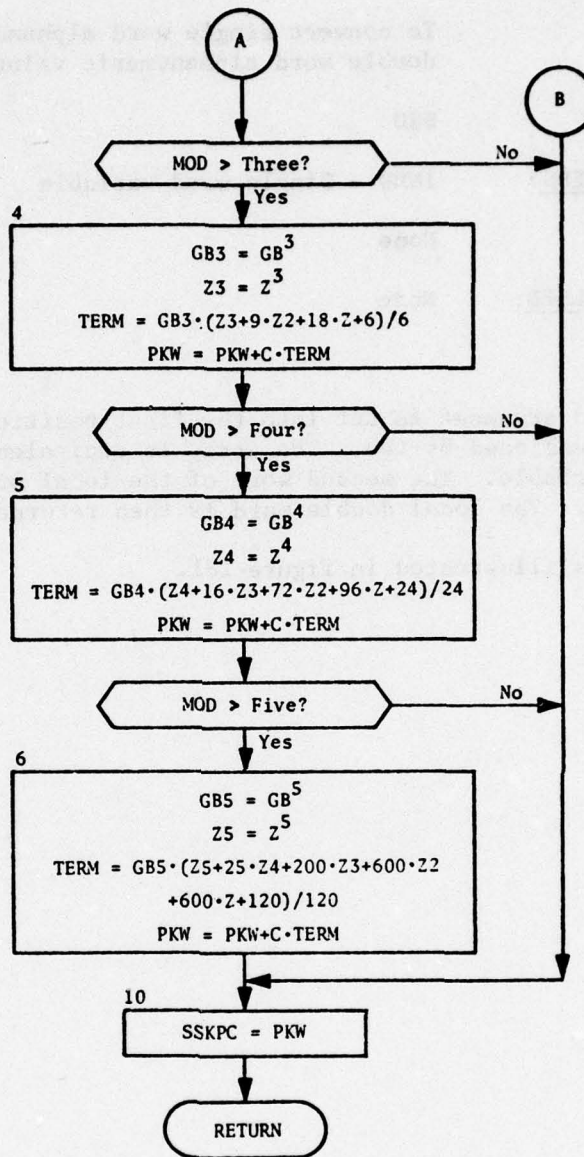 A
B
MOD > Three?
No
Yes
4
GB3 = GB³
Z3 = Z³
TERM = GB3·(Z3+9·Z2+18·Z+6)/6
PKW = PKW+C·TERM
MOD > Four?
No
Yes
5
GB4 = GB⁴
Z4 = Z⁴
TERM = GB4·(Z4+16·Z3+72·Z2+96·Z+24)/24
PKW = PKW+C·TERM
MOD > Five?
No
Yes
6
GB5 = GB⁵
Z5 = Z⁵
TERM = GB5·(Z5+25·Z4+200·Z3+600·Z2
+600·Z+120)/120
PKW = PKW+C·TERM
10
SSKPC = PKW
RETURN